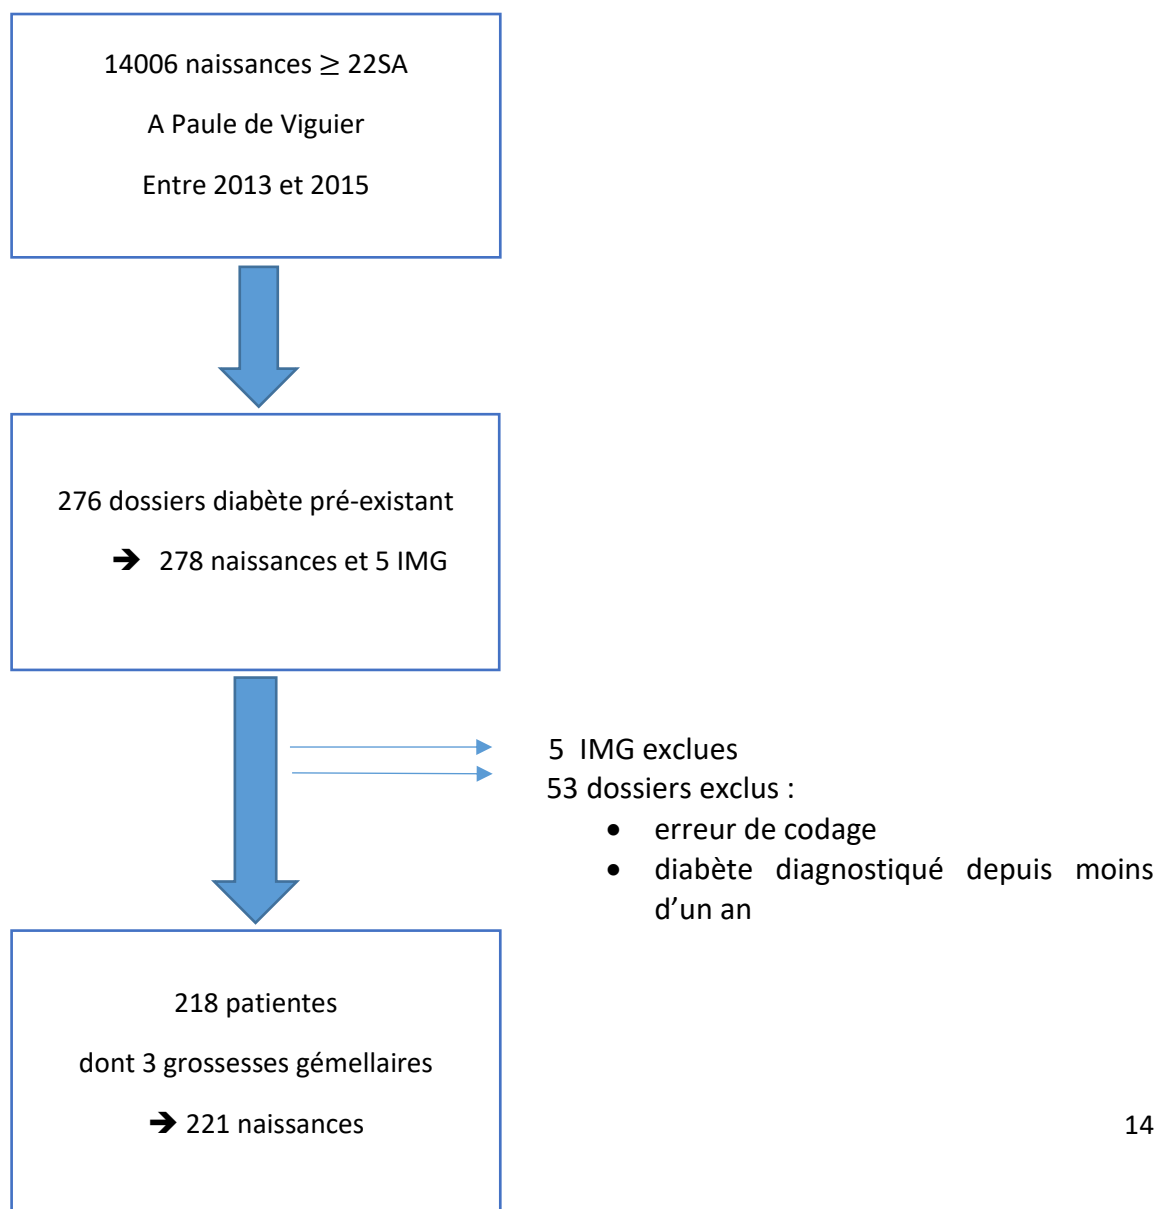 14006 naissances ≥ 22SA
A Paule de Viguier
Entre 2013 et 2015
276 dossiers diabète pré-existant
➔ 278 naissances et 5 IMG
5 IMG exclues
53 dossiers exclus :
• erreur de codage
• diabète diagnostiqué depuis moins
d’un an
218 patientes
dont 3 grossesses gémellaires
➔ 221 naissances
14